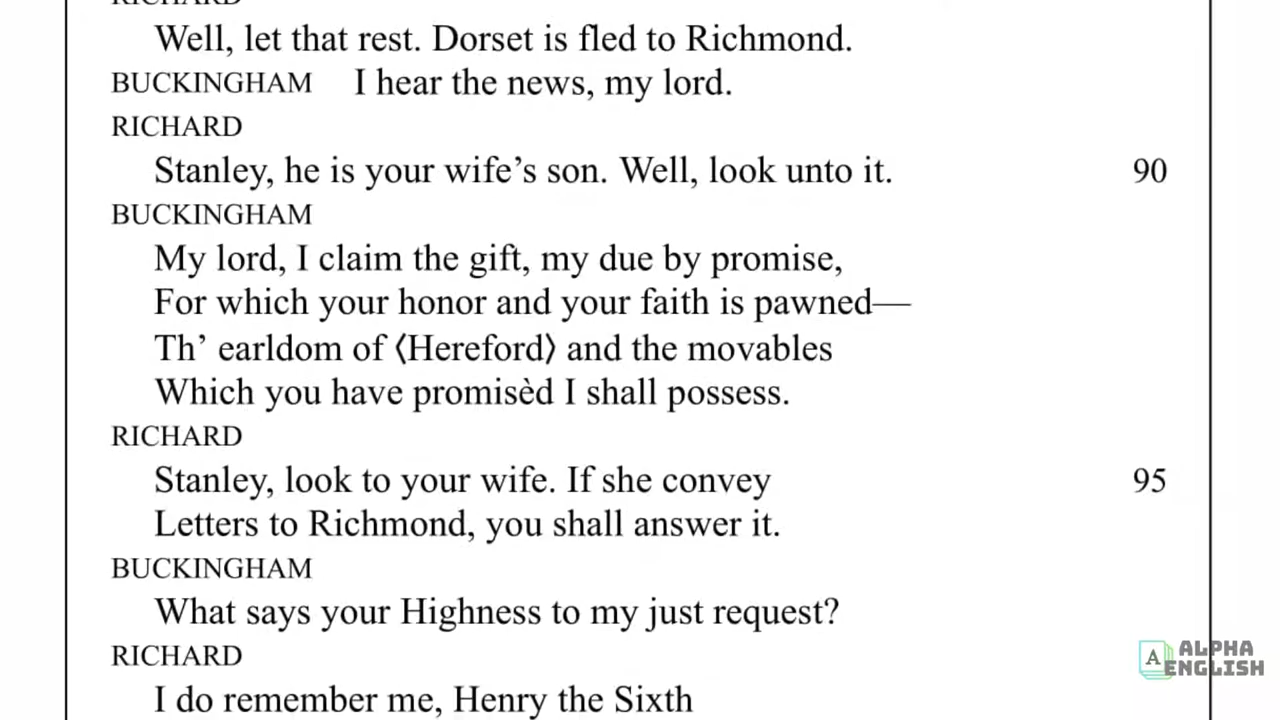 RICHARD
Well, let that rest. Dorset is fled to Richmond.
BUCKINGHAM I hear the news, my lord.
RICHARD
Stanley, he is your wife’s son. Well, look unto it. 90
BUCKINGHAM
My lord, I claim the gift, my due by promise,
For which your honor and your faith is pawned—
Th’ earldom of ⟨Hereford⟩ and the movables
Which you have promisèd I shall possess.
RICHARD
Stanley, look to your wife. If she convey 95
Letters to Richmond, you shall answer it.
BUCKINGHAM
What says your Highness to my just request?
RICHARD
I do remember me, Henry the Sixth
A ALPHA
ENGLISH